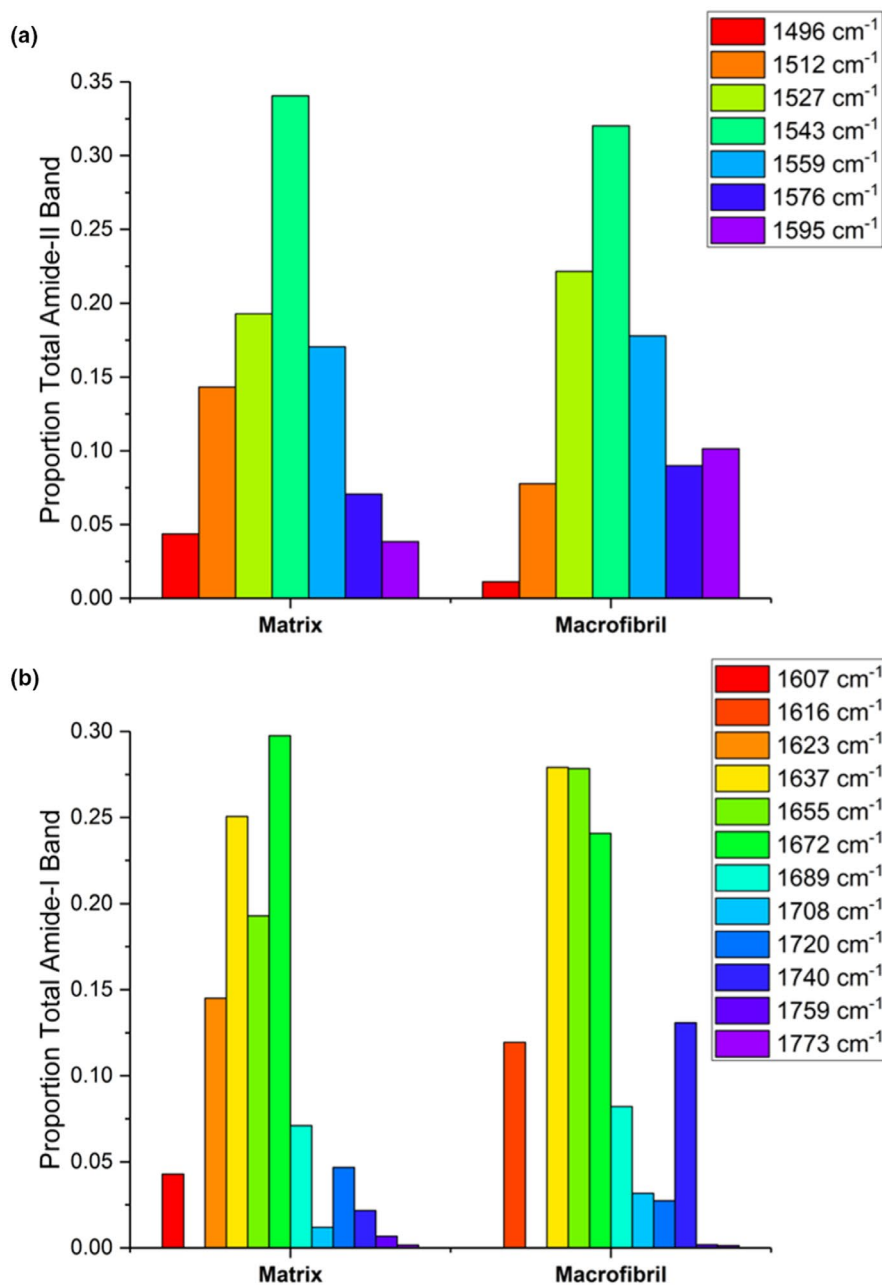 (a)
1496 cm⁻¹
1512 cm⁻¹
1527 cm⁻¹
1543 cm⁻¹
1559 cm⁻¹
1576 cm⁻¹
1595 cm⁻¹
Proportion Total Amide-II Band
0.35
0.30
0.25
0.20
0.15
0.10
0.05
0.00
Matrix Macrofibril
(b)
1607 cm⁻¹
1616 cm⁻¹
1623 cm⁻¹
1637 cm⁻¹
1655 cm⁻¹
1672 cm⁻¹
1689 cm⁻¹
1708 cm⁻¹
1720 cm⁻¹
1740 cm⁻¹
1759 cm⁻¹
1773 cm⁻¹
Proportion Total Amide-I Band
0.30
0.25
0.20
0.15
0.10
0.05
0.00
Matrix Macrofibril